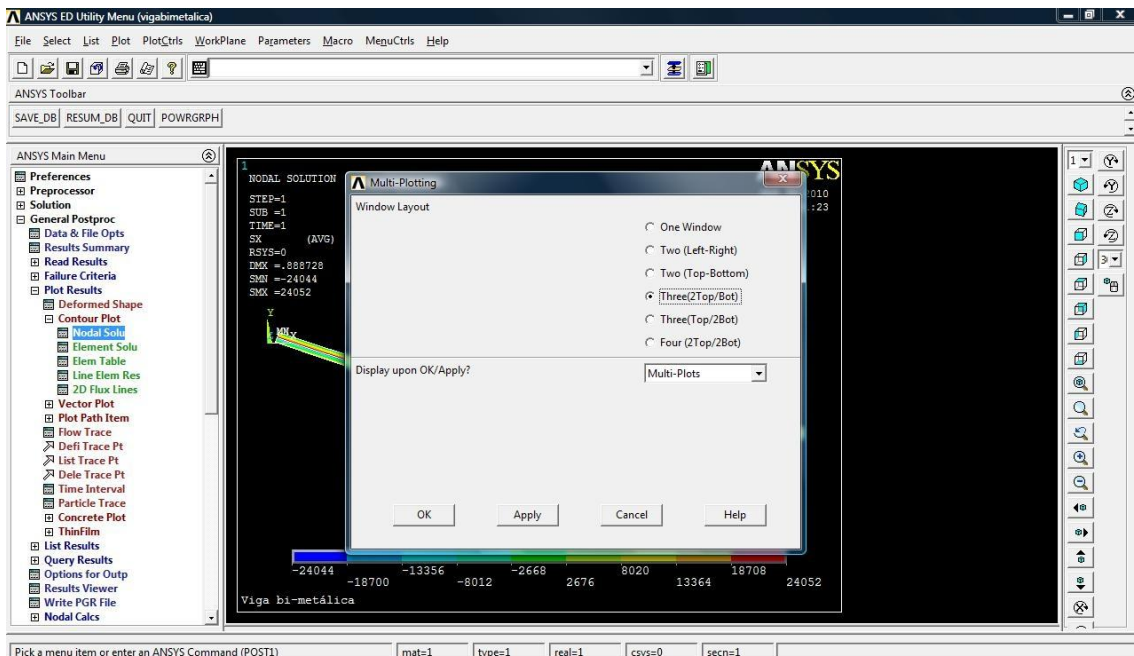 ANSYS ED Utility Menu (vigabimetalica)
File Select List Plot PlotCtrls WorkPlane Parameters Macro MenuCtrls Help
ANSYS Toolbar
SAVE_DB RESUM_DB QUIT POWRGRPH
ANSYS Main Menu
Preferences
Preprocessor
Solution
General Postproc
Data & File Opts
Results Summary
Read Results
Failure Criteria
Plot Results
Deformed Shape
Contour Plot
Nodal Solu
Element Solu
Elem Table
Line Elem Res
2D Flux Lines
Vector Plot
Plot Path Item
Flow Trace
Defi Trace Pt
List Trace Pt
Dele Trace Pt
Time Interval
Particle Trace
Concrete Plot
ThinFilm
List Results
Query Results
Options for Outp
Results Viewer
Write PGR File
Nodal Calcs
1
NODAL SOLUTION
STEP=1
SUB =1
TIME=1
SX (AVG)
RSYS=0
DMX =.888728
SMN =-24044
SMX =24052
Y
MN X
ANSYS
2010
:23
Multi-Plotting
Window Layout
One Window
Two (Left-Right)
Two (Top-Bottom)
Three(2Top/Bot)
Three(Top/2Bot)
Four (2Top/2Bot)
Display upon OK/Apply?
Multi-Plots
OK Apply Cancel Help
-24044 -13356 -2668 8020 18708
-18700 -8012 2676 13364 24052
Viga bi-metálica
1
Pick a menu item or enter an ANSYS Command (POST1) mat=1 type=1 real=1 csys=0 secn=1